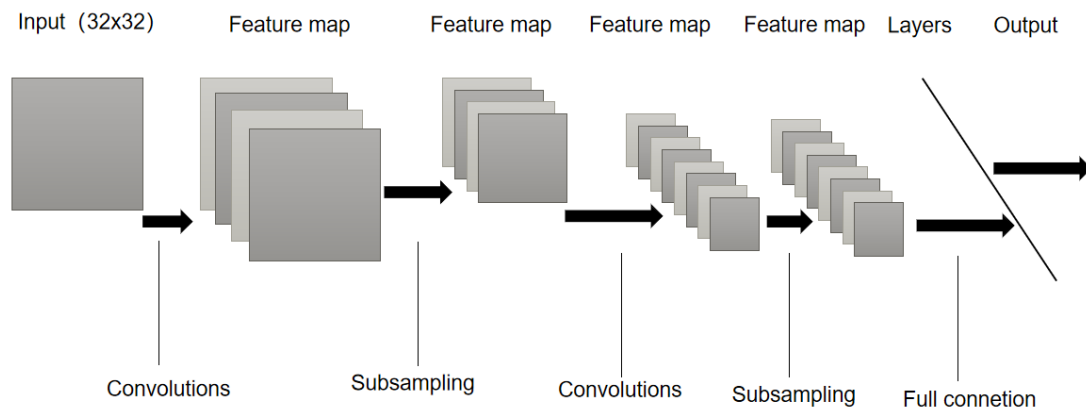 Input（32x32）
Feature map
Feature map
Feature map
Feature map
Layers
Output
Convolutions
Subsampling
Convolutions
Subsampling
Full connetion